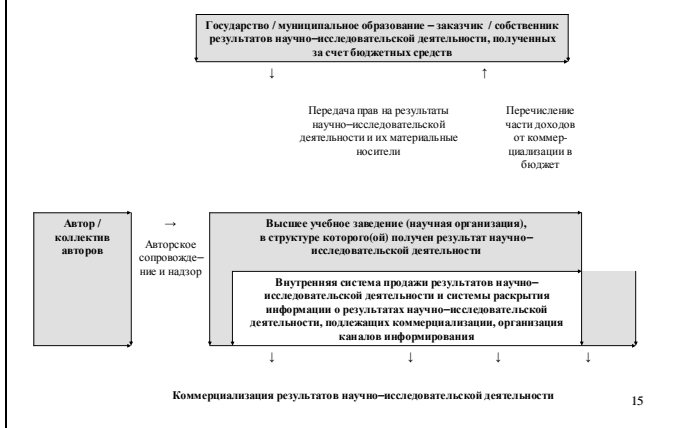 Государство / муниципальное образование – заказчик / собственник
результатов научно–исследовательской деятельности, полученных
за счет бюджетных средств
↓ ↑
Передача прав на результаты
научно–исследовательской
деятельности и их материальные
носители
Перечисление
части доходов
от коммер-
циализации в
бюджет
Автор /
коллектив
авторов
→
Авторское
сопровожде–
ние и надзор
Высшее учебное заведение (научная организация),
в структуре которого(ой) получен результат научно–
исследовательской деятельности
Внутренняя система продажи результатов научно–
исследовательской деятельности и системы раскрытия
информации о результатах научно–исследовательской
деятельности, подлежащих коммерциализации, организация
каналов информирования
↓ ↓ ↓ ↓
Коммерциализация результатов научно–исследовательской деятельности
15